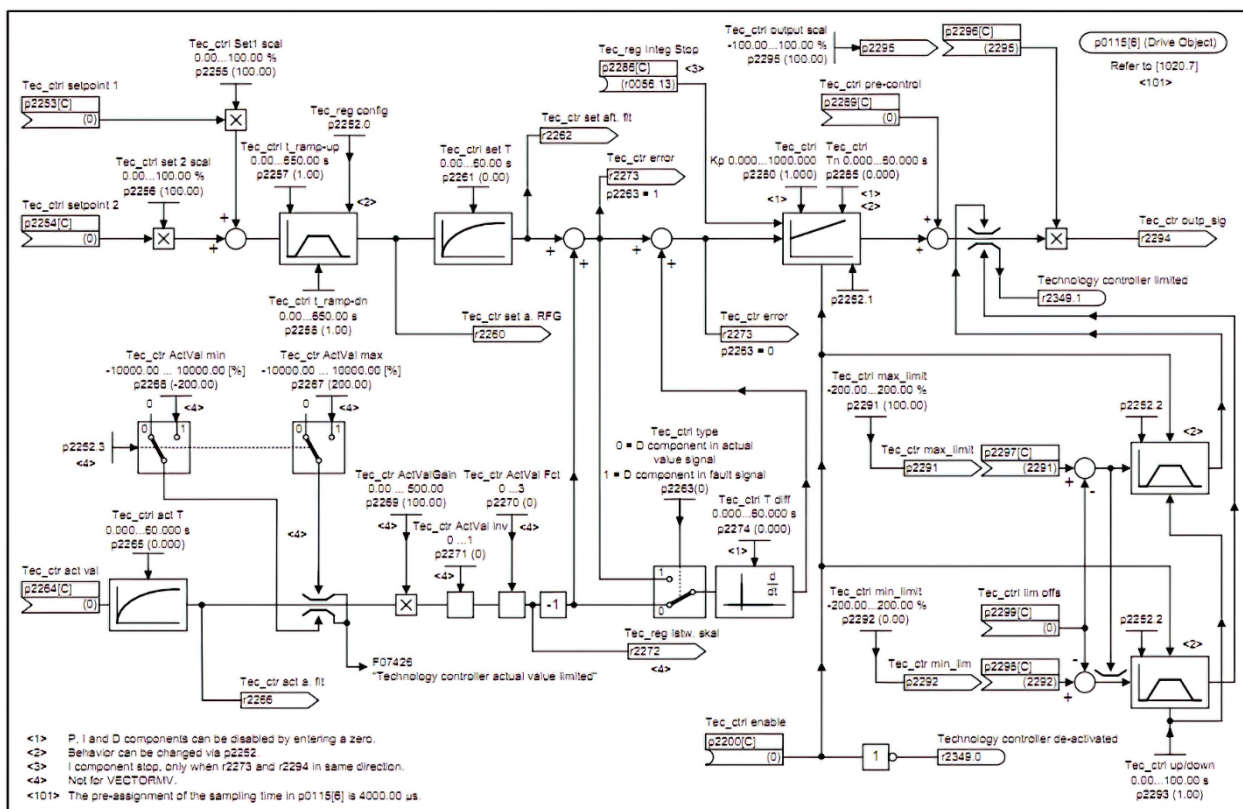 Tec_ctrl Set1 scal
0.00...100.00 %
p2255 (100.00)
Tec_ctrl setpoint 1
p2253[C]
(0)
Tec_ctrl set 2 scal
0.00...100.00 %
p2256 (100.00)
Tec_ctrl setpoint 2
p2254[C]
(0)
+
+
Tec_ctrl t_ramp-up
0.00...650.00 s
p2257 (1.00)
Tec_reg config
p2252.0
<2>
Tec_ctrl t_ramp-dn
0.00...650.00 s
p2258 (1.00)
Tec_ctrl set T
0.00...60.00 s
p2261 (0.00)
Tec_ctr set aft. flt
r2262
Tec_ctr set a. RFG
r2260
Tec_reg Integ Stop
p2286[C]
<3>
(r0056.13)
Tec_ctr error
r2273
p2263 = 1
+
+
+
+
Tec_ctr error
r2273
p2263 = 0
Tec_ctrl
Kp 0.000...1000.000
p2280 (1.000)
<1>
Tec_ctrl
Tn 0.000...60.000 s
p2285 (0.000)
<1>
<2>
p2252.1
Tec_ctrl output scal
-100.00...100.00 %
p2295 (100.00)
p2295
p2296[C]
(2295)
Tec_ctrl pre-control
p2289[C]
(0)
+
+
p0115[6] (Drive Object)
Refer to [1020.7]
<101>
Tec_ctr outp_sig
r2294
Technology controller limited
r2349.1
Tec_ctr ActVal min
-10000.00 ... 10000.00 [%]
p2268 (-200.00)
<4>
0
0
1
Tec_ctr ActVal max
-10000.00 ... 10000.00 [%]
p2267 (200.00)
<4>
0
0
1
p2252.3
<4>
<4>
Tec_ctr act T
0.000...60.000 s
p2265 (0.000)
Tec_ctr act val
p2264[C]
(0)
Tec_ctr act a. flt
r2266
F07426
"Technology controller actual value limited"
Tec_ctr ActValGain
0.00 ... 500.00
p2269 (100.00)
<4>
Tec_ctr ActVal inv
0 ...1
p2271 (0)
<4>
Tec_ctr ActVal Fct
0 ...3
p2270 (0)
<4>
-1
Tec_reg Istw. skal
r2272
<4>
Tec_ctrl type
0 = D component in actual
value signal
1 = D component in fault signal
p2263(0)
1
0
Tec_ctrl T diff
0.000...60.000 s
p2274 (0.000)
<1>
d
dt
Tec_ctrl max_limit
-200.00...200.00 %
p2291 (100.00)
Tec_ctr max_limit
p2291
p2297[C]
(2291)
+
-
p2252.2
<2>
Tec_ctrl min_limit
-200.00...200.00 %
p2292 (0.00)
Tec_ctrl lim offs
p2299[C]
(0)
Tec_ctr min_lim
p2292
p2298[C]
(2292)
-
+
p2252.2
<2>
Tec_ctrl up/down
0.00...100.00 s
p2293 (1.00)
Tec_ctrl enable
p2200[C]
(0)
1
Technology controller de-activated
r2349.0
<1> P, I and D components can be disabled by entering a zero.
<2> Behavior can be changed via p2252.
<3> I component stop, only when r2273 and r2294 in same direction.
<4> Not for VECTORMV.
<101> The pre-assignment of the sampling time in p0115[6] is 4000.00 µs.